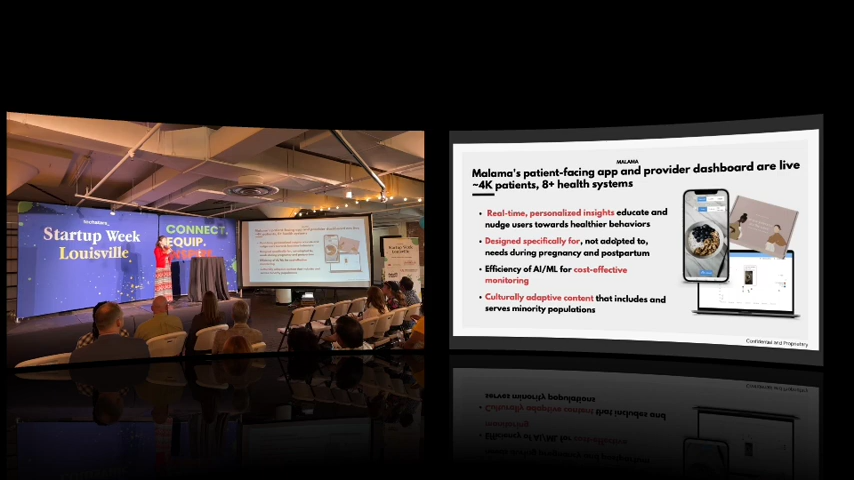 techstars_
Startup Week
Louisville
CONNECT.
EQUIP.
MALAMA
Malama's patient-facing app and provider dashboard are live
~4K patients, 8+ health systems
• Real-time, personalized insights educate and
nudge users towards healthier behaviors
• Designed specifically for, not adapted to,
needs during pregnancy and postpartum
• Efficiency of AI/ML for cost-effective
monitoring
• Culturally adaptive content that includes and
serves minority populations
Confidential and Proprietary